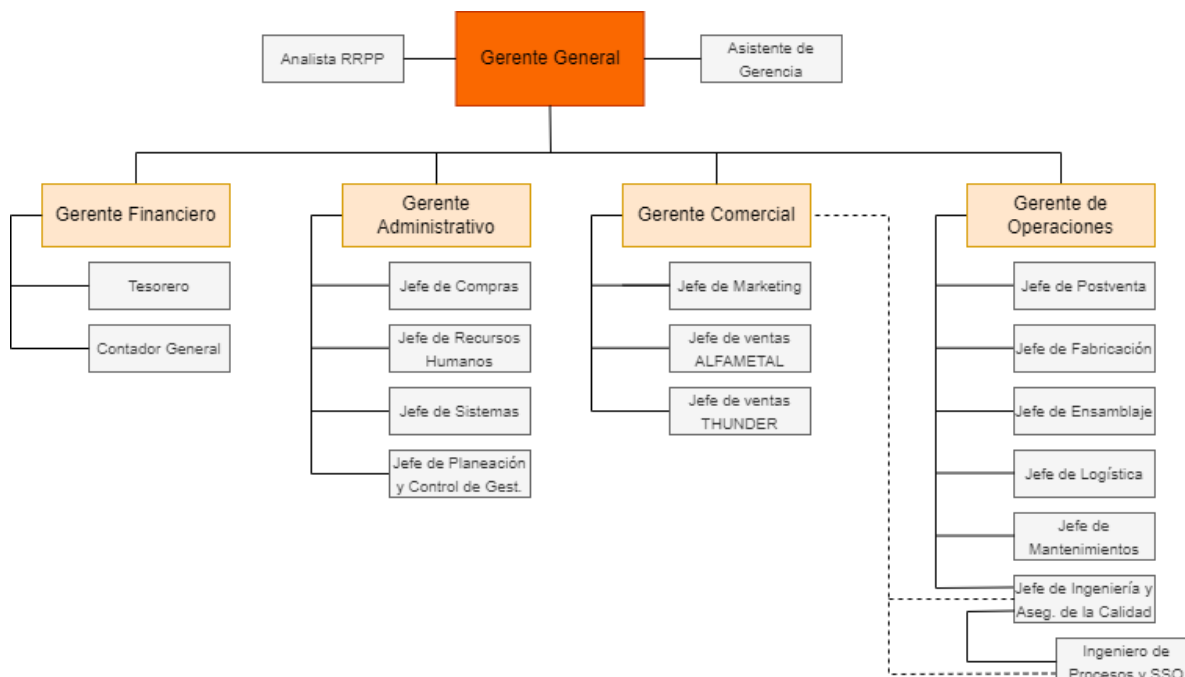 Analista RRPP
Gerente General
Asistente de
Gerencia
Gerente Financiero
Tesorero
Contador General
Gerente
Administrativo
Jefe de Compras
Jefe de Recursos
Humanos
Jefe de Sistemas
Jefe de Planeación
y Control de Gest.
Gerente Comercial
Jefe de Marketing
Jefe de ventas
ALFAMETAL
Jefe de ventas
THUNDER
Gerente de
Operaciones
Jefe de Postventa
Jefe de Fabricación
Jefe de Ensamblaje
Jefe de Logística
Jefe de
Mantenimientos
Jefe de Ingeniería y
Aseg. de la Calidad
Ingeniero de
Procesos y SSO